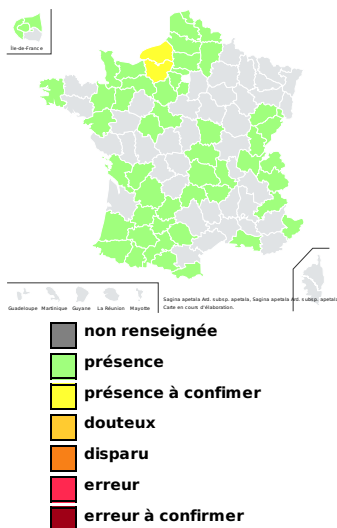 Île-de-France
Guadeloupe Martinique Guyane La Réunion Mayotte
Sagina apetala Ard. subsp. apetala, Sagina apetala Ard. subsp. apetala
Carte en cours d'élaboration.
non renseignée
présence
présence à confimer
douteux
disparu
erreur
erreur à confirmer